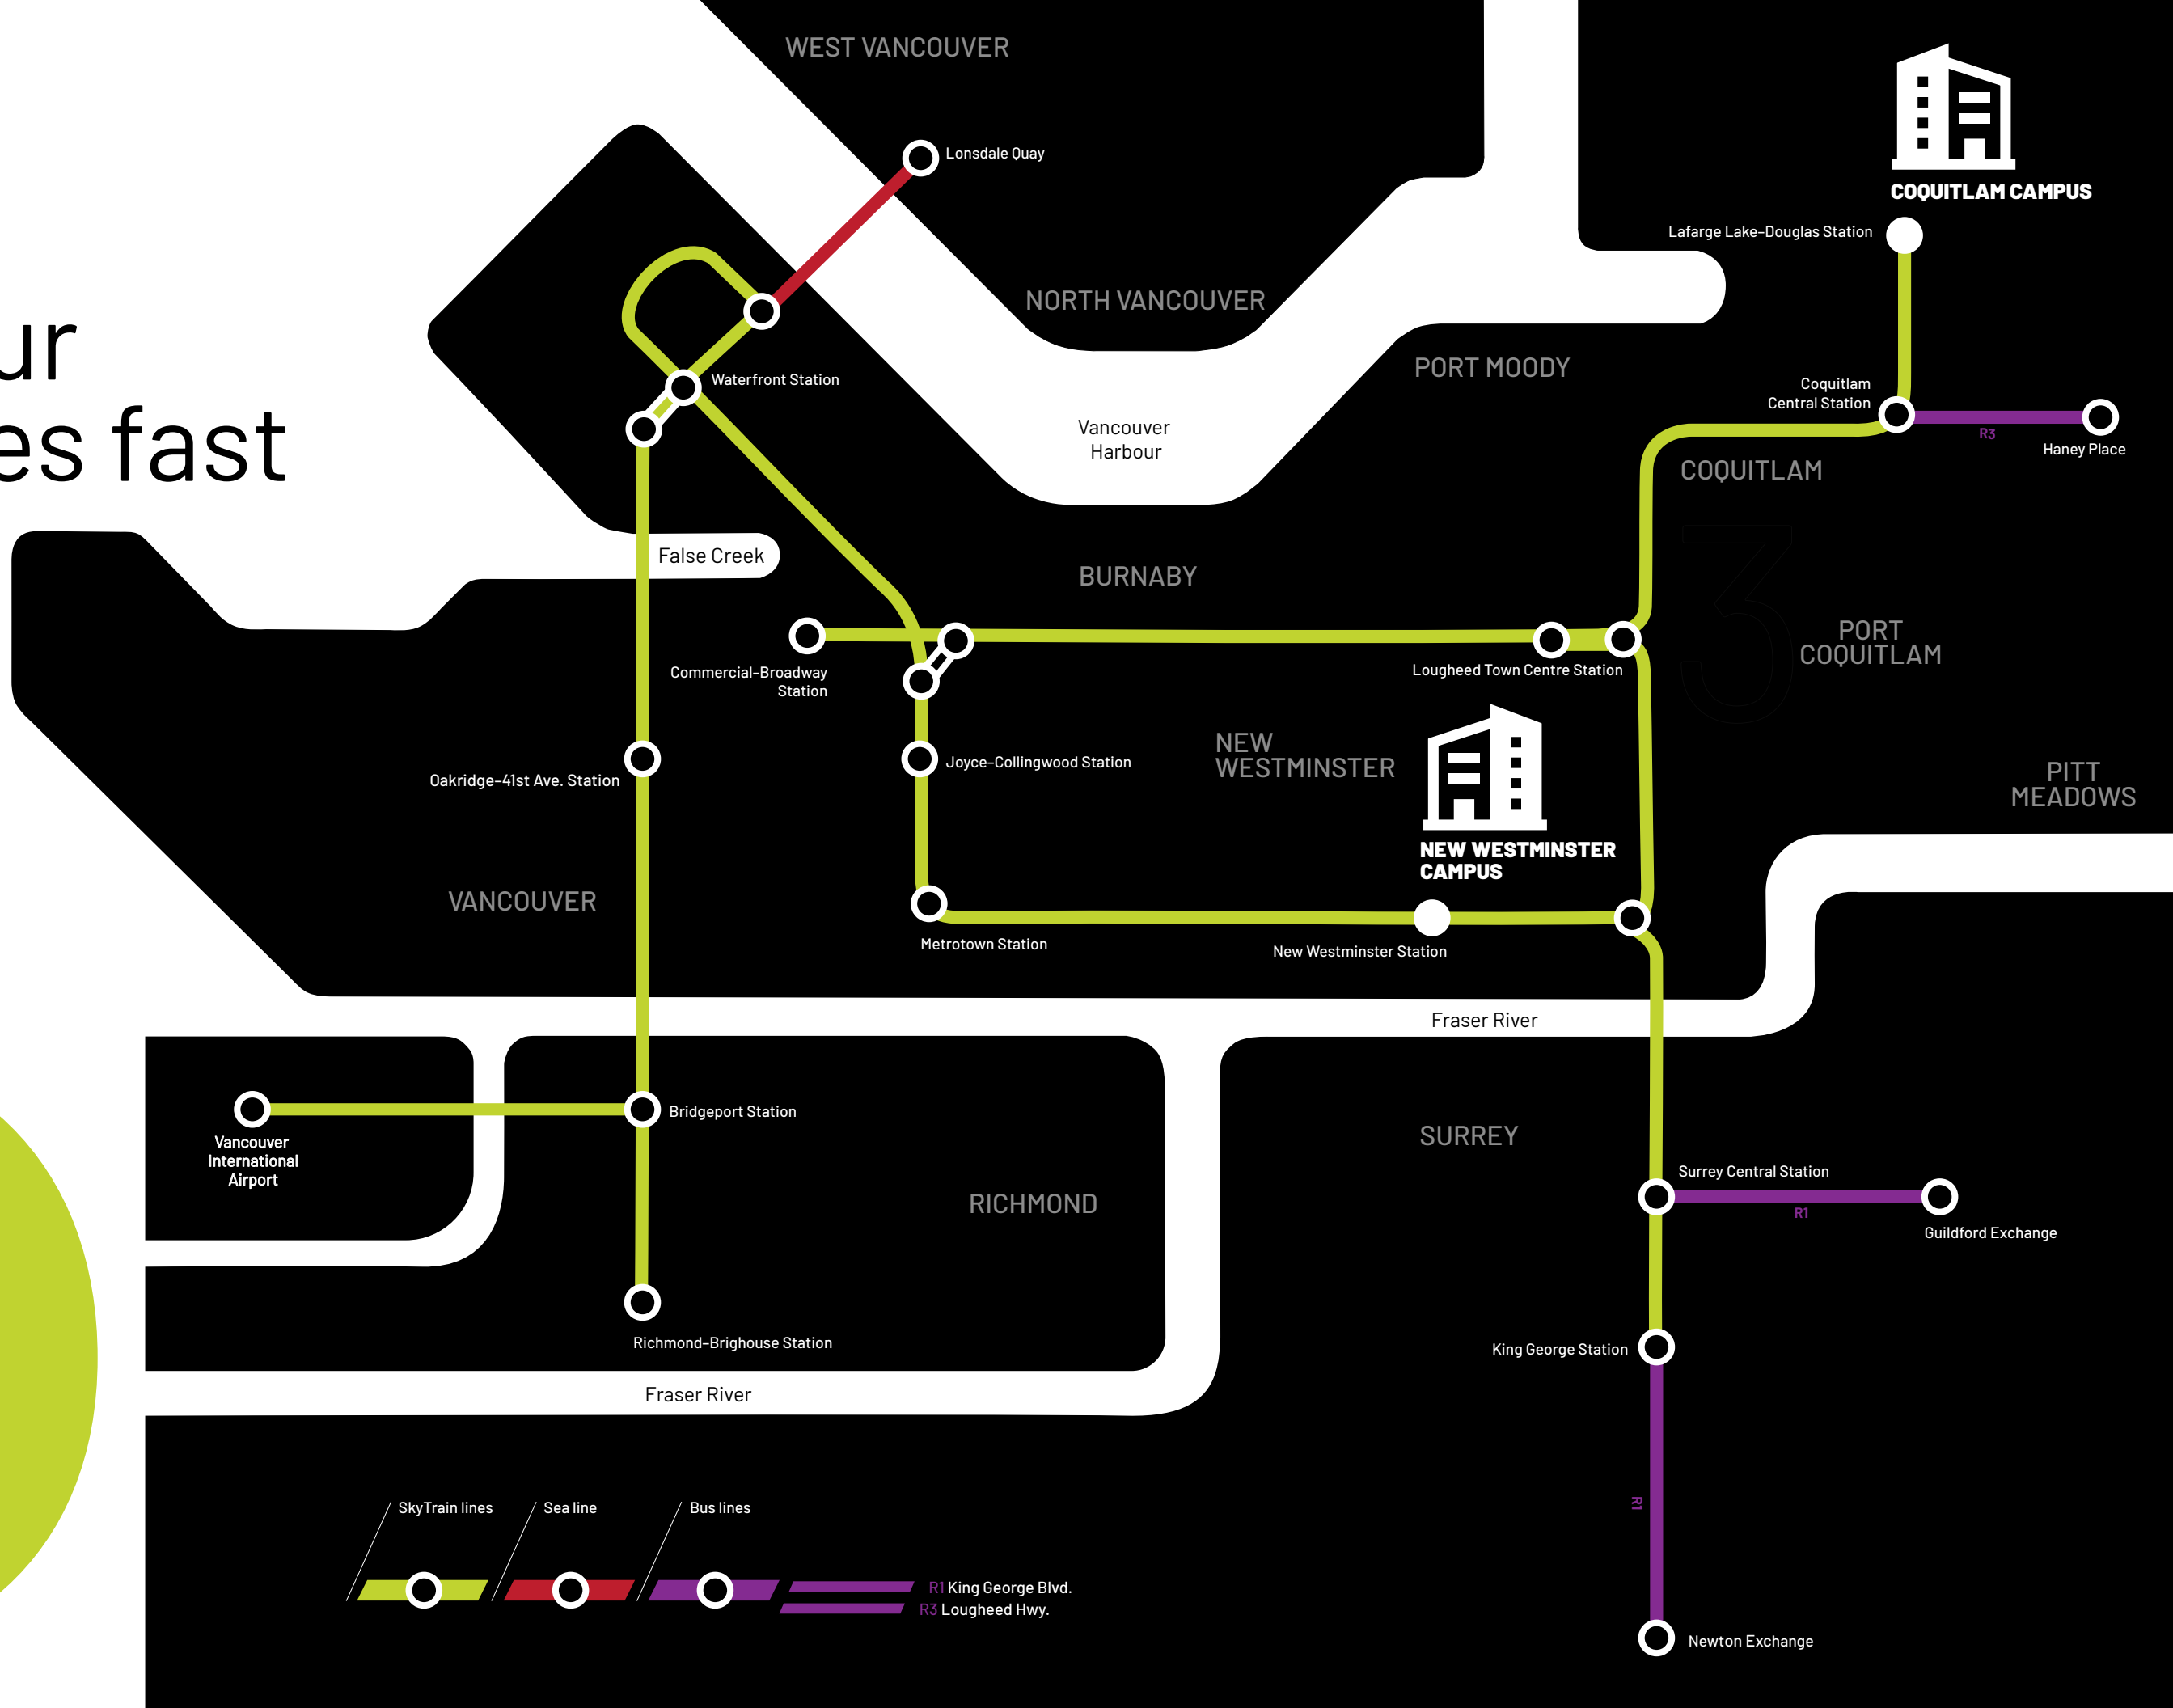 WEST VANCOUVER
COQUITLAM CAMPUS
Lonsdale Quay
Lafarge Lake–Douglas Station
NORTH VANCOUVER
ur
es fast
PORT MOODY
Waterfront Station
Coquitlam
Central Station
R3
Haney Place
Vancouver
Harbour
COQUITLAM
3
False Creek
BURNABY
PORT
COQUITLAM
Commercial–Broadway
Station
Lougheed Town Centre Station
NEW
WESTMINSTER
Joyce–Collingwood Station
Oakridge–41st Ave. Station
PITT
MEADOWS
NEW WESTMINSTER
CAMPUS
VANCOUVER
Metrotown Station
New Westminster Station
Fraser River
Bridgeport Station
Vancouver
International
Airport
SURREY
RICHMOND
Surrey Central Station
R1
Guildford Exchange
Richmond–Brighouse Station
King George Station
Fraser River
R1
SkyTrain lines
Sea line
Bus lines
R1 King George Blvd.
R3 Lougheed Hwy.
Newton Exchange